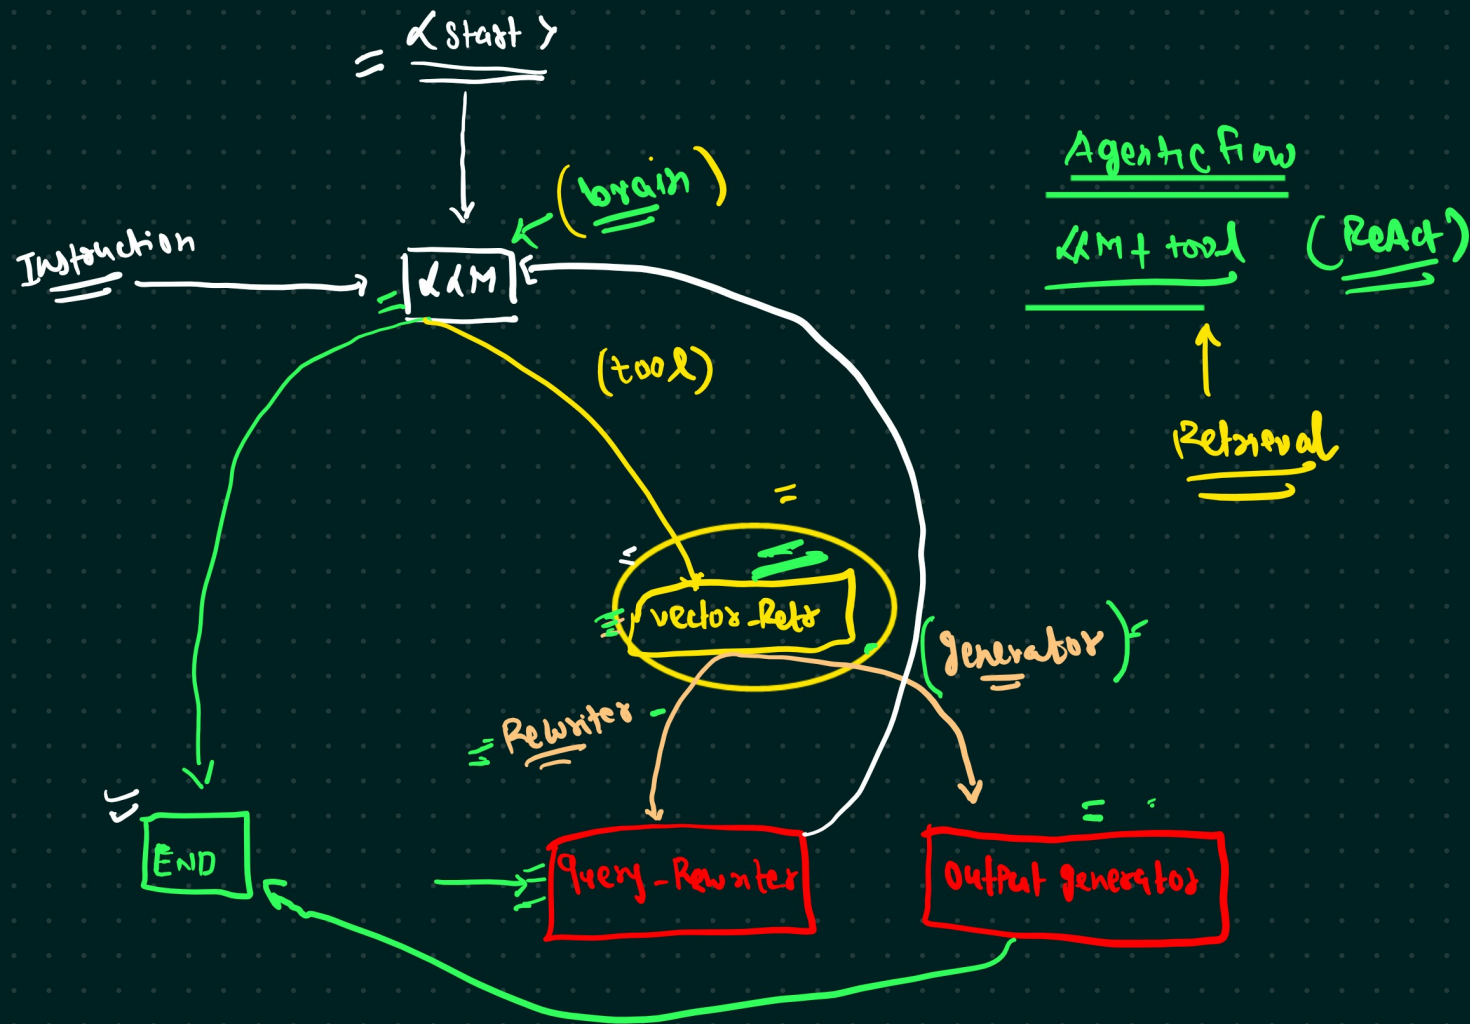 <Start>
(brain)
Instruction
LLM
Agentic Flow
LLM + tool (ReAct)
Retrieval
(tool)
vector_Retr
(generator)
Rewriter
END
Query_Rewriter
Output generator